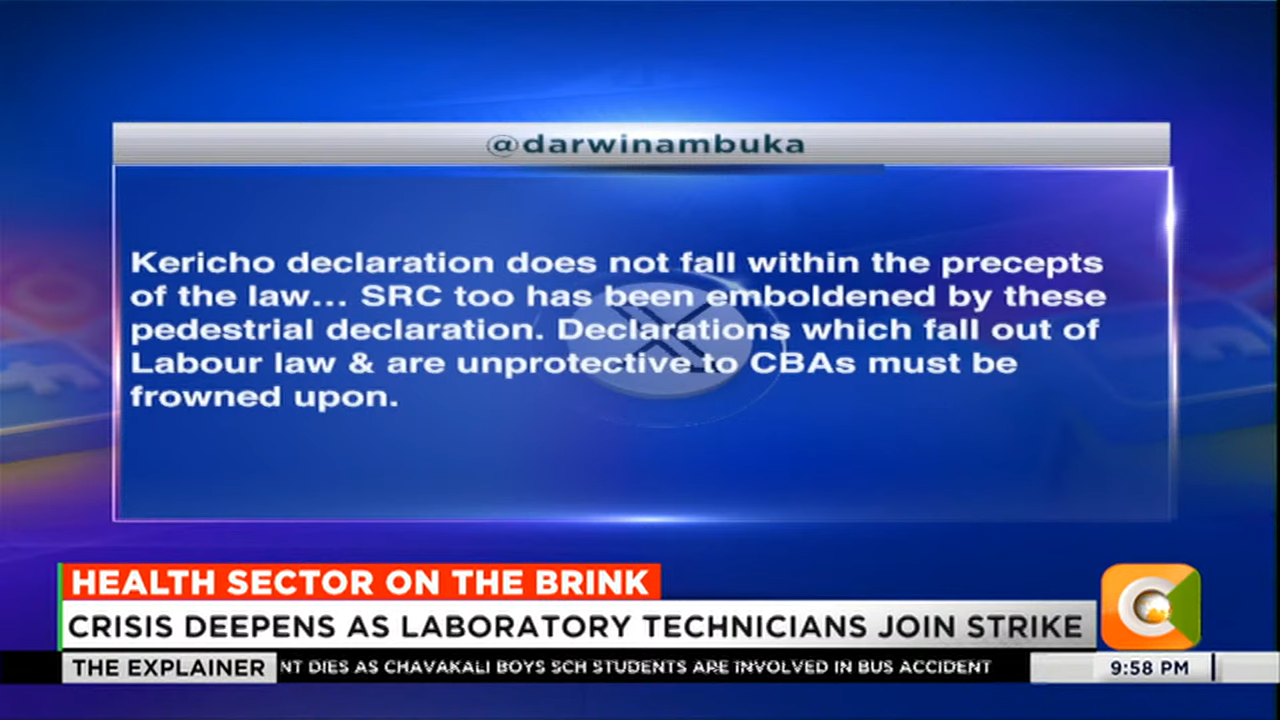 @darwinambuka
Kericho declaration does not fall within the precepts
of the law... SRC too has been emboldened by these
pedestrial declaration. Declarations which fall out of
Labour law & are unprotective to CBAs must be
frowned upon.
HEALTH SECTOR ON THE BRINK
CRISIS DEEPENS AS LABORATORY TECHNICIANS JOIN STRIKE
THE EXPLAINER NT DIES AS CHAVAKALI BOYS SCH STUDENTS ARE INVOLVED IN BUS ACCIDENT 9:58 PM